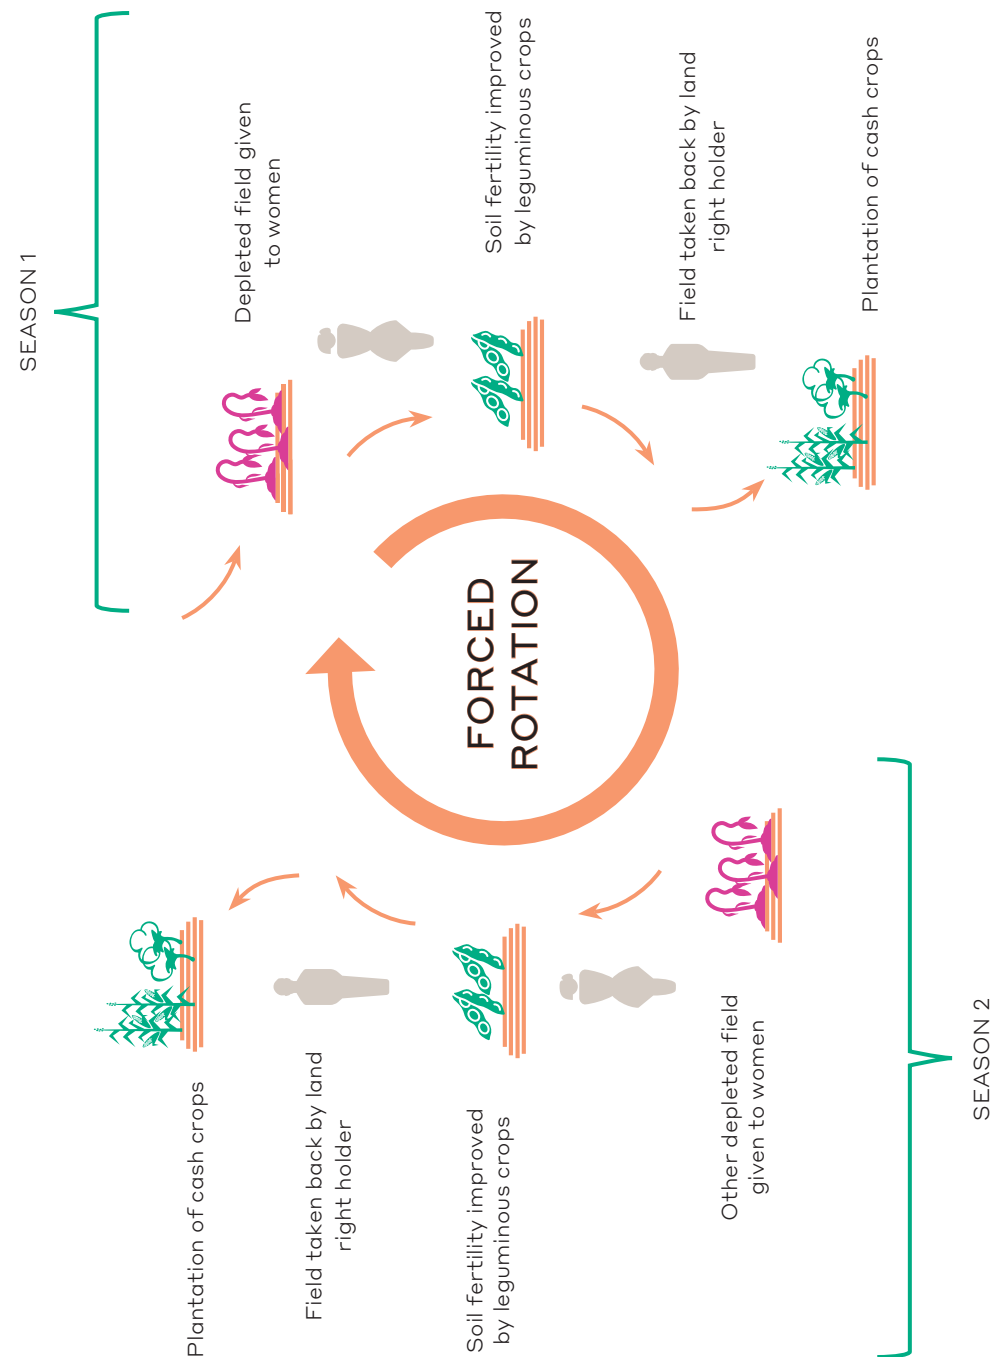 SEASON 1
Depleted field given
to women
Soil fertility improved
by leguminous crops
Field taken back by land
right holder
Plantation of cash crops
FORCED
ROTATION
Other depleted field
given to women
Soil fertility improved
by leguminous crops
Field taken back by land
right holder
Plantation of cash crops
SEASON 2